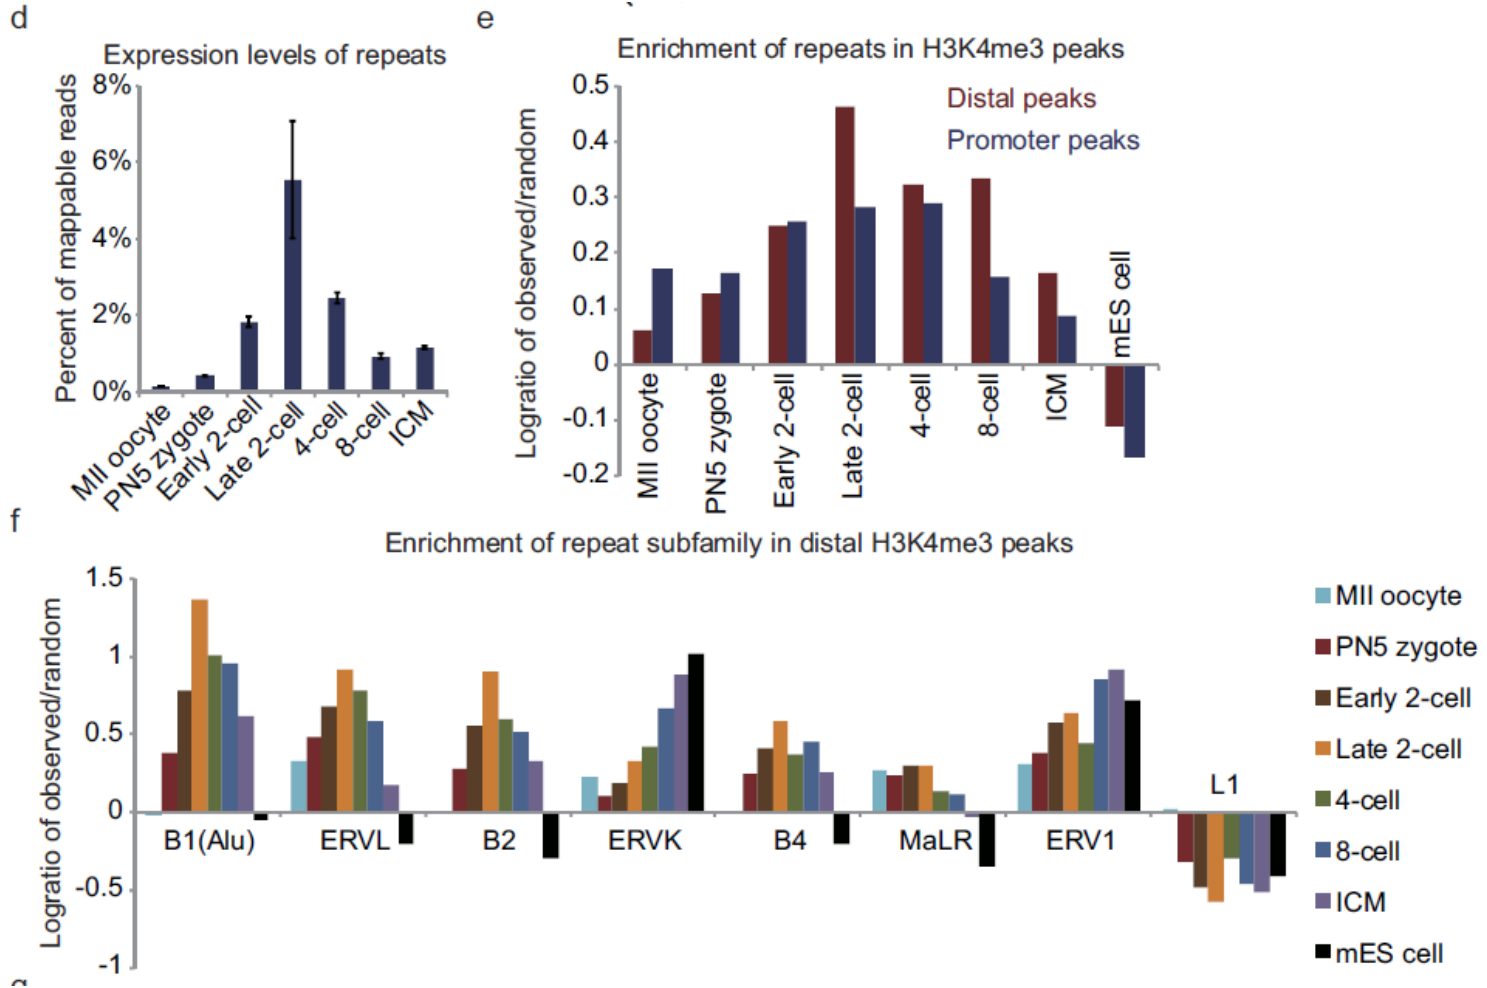 d
Expression levels of repeats
Percent of mappable reads
8%
6%
4%
2%
0%
MII oocyte
PN5 zygote
Early 2-cell
Late 2-cell
4-cell
8-cell
ICM
e
Enrichment of repeats in H3K4me3 peaks
Distal peaks
Promoter peaks
Logratio of observed/random
0.5
0.4
0.3
0.2
0.1
0
-0.1
-0.2
MII oocyte
PN5 zygote
Early 2-cell
Late 2-cell
4-cell
8-cell
ICM
mES cell
f
Enrichment of repeat subfamily in distal H3K4me3 peaks
Logratio of observed/random
1.5
1
0.5
0
-0.5
-1
B1(Alu)
ERVL
B2
ERVK
B4
MaLR
ERV1
L1
MII oocyte
PN5 zygote
Early 2-cell
Late 2-cell
4-cell
8-cell
ICM
mES cell